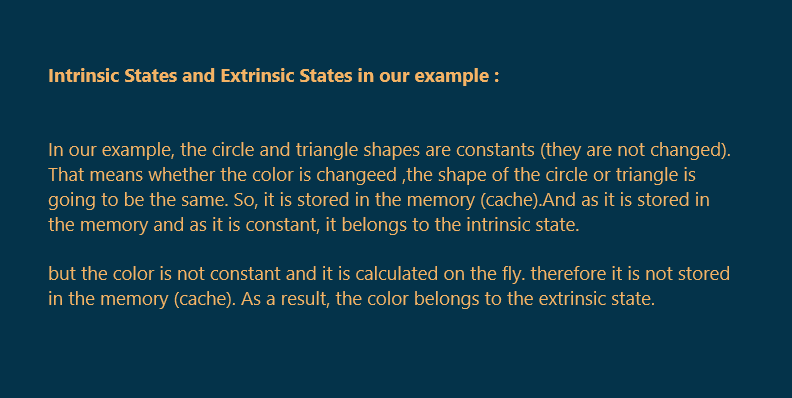 Intrinsic States and Extrinsic States in our example :
In our example, the circle and triangle shapes are constants (they are not changed).
That means whether the color is changeed ,the shape of the circle or triangle is
going to be the same. So, it is stored in the memory (cache).And as it is stored in
the memory and as it is constant, it belongs to the intrinsic state.
but the color is not constant and it is calculated on the fly. therefore it is not stored
in the memory (cache). As a result, the color belongs to the extrinsic state.